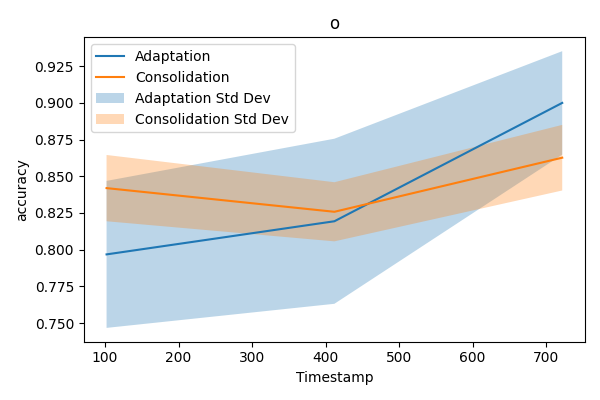 o
Adaptation
Consolidation
Adaptation Std Dev
Consolidation Std Dev
accuracy
0.925
0.900
0.875
0.850
0.825
0.800
0.775
0.750
100 200 300 400 500 600 700
Timestamp